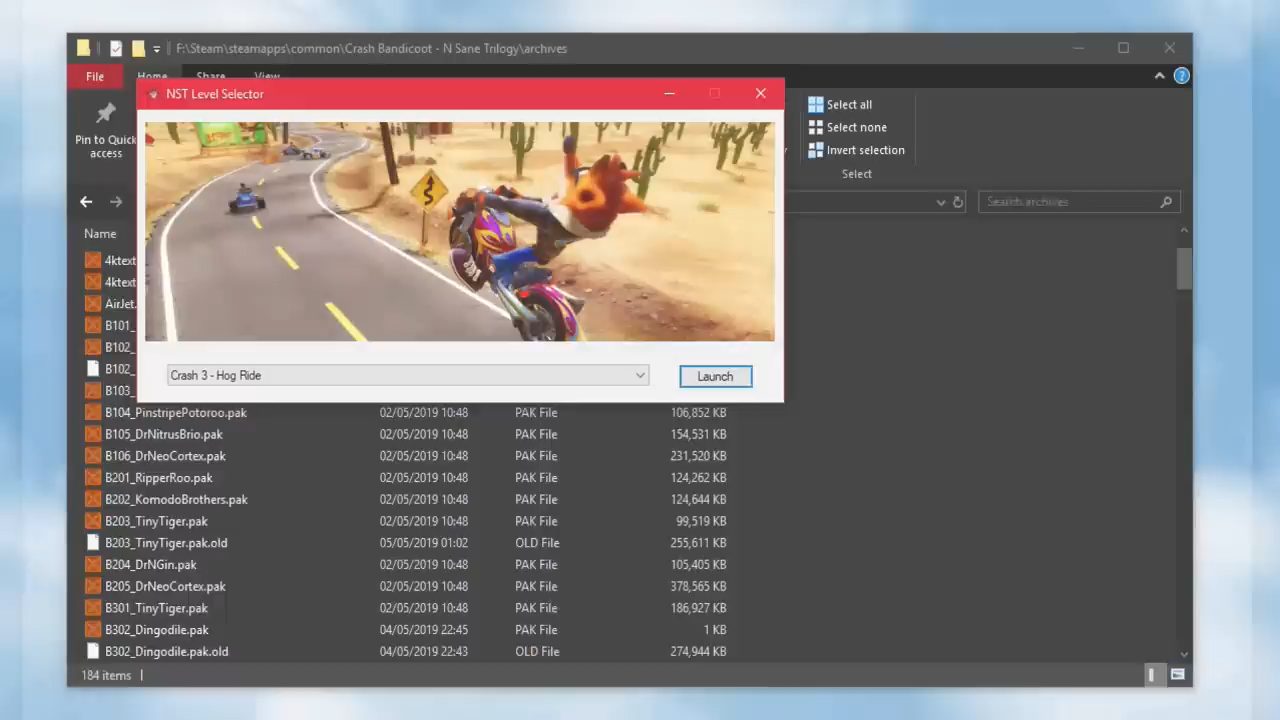 F:\Steam\steamapps\common\Crash Bandicoot - N Sane Trilogy\archives
File Home Share View
NST Level Selector
Pin to Quick
access
Select all
Select none
Invert selection
Select
Search archives
Name
4ktext
4ktext
AirJet.
B101_
B102_
B102_
B103_
Crash 3 - Hog Ride
Launch
B104_PinstripePotoroo.pak 02/05/2019 10:48 PAK File 106,852 KB
B105_DrNitrusBrio.pak 02/05/2019 10:48 PAK File 154,531 KB
B106_DrNeoCortex.pak 02/05/2019 10:48 PAK File 231,520 KB
B201_RipperRoo.pak 02/05/2019 10:48 PAK File 124,262 KB
B202_KomodoBrothers.pak 02/05/2019 10:48 PAK File 124,644 KB
B203_TinyTiger.pak 02/05/2019 10:48 PAK File 99,519 KB
B203_TinyTiger.pak.old 05/05/2019 01:02 OLD File 255,611 KB
B204_DrNGin.pak 02/05/2019 10:48 PAK File 105,405 KB
B205_DrNeoCortex.pak 02/05/2019 10:48 PAK File 378,565 KB
B301_TinyTiger.pak 02/05/2019 10:48 PAK File 186,927 KB
B302_Dingodile.pak 04/05/2019 22:45 PAK File 1 KB
B302_Dingodile.pak.old 04/05/2019 22:43 OLD File 274,944 KB
184 items